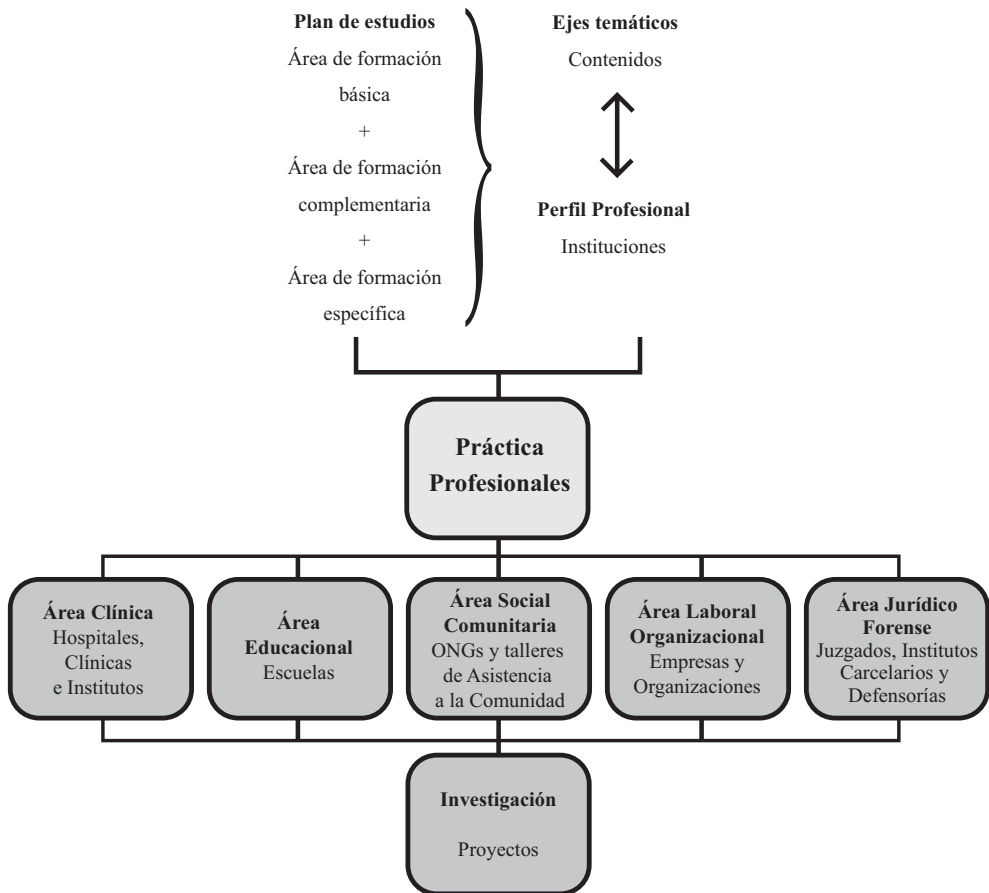 Plan de estudios
Área de formación
básica
+
Área de formación
complementaria
+
Área de formación
específica
Ejes temáticos
Contenidos
Perfil Profesional
Instituciones
Práctica
Profesionales
Área Clínica
Hospitales,
Clínicas
e Institutos
Área
Educacional
Escuelas
Área Social
Comunitaria
ONGs y talleres
de Asistencia
a la Comunidad
Área Laboral
Organizacional
Empresas y
Organizaciones
Área Jurídico
Forense
Juzgados, Institutos
Carcelarios y
Defensorías
Investigación
Proyectos